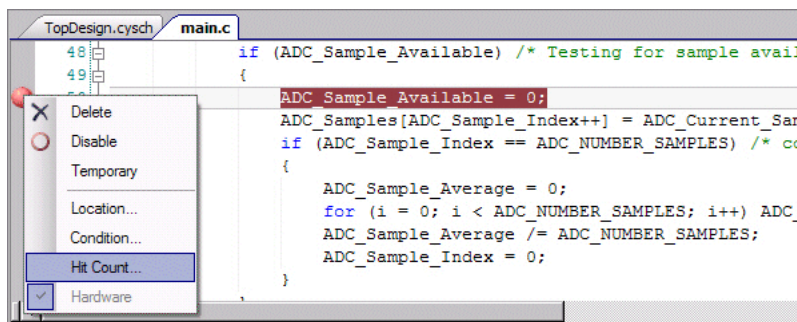 TopDesign.cysch main.c
48 if (ADC_Sample_Available) /* Testing for sample avail
49 {
ADC_Sample_Available = 0;
ADC_Samples[ADC_Sample_Index++] = ADC_Current_Sam
if (ADC_Sample_Index == ADC_NUMBER_SAMPLES) /* co
{
ADC_Sample_Average = 0;
for (i = 0; i < ADC_NUMBER_SAMPLES; i++) ADC_
ADC_Sample_Average /= ADC_NUMBER_SAMPLES;
ADC_Sample_Index = 0;
}
Delete
Disable
Temporary
Location...
Condition...
Hit Count...
Hardware